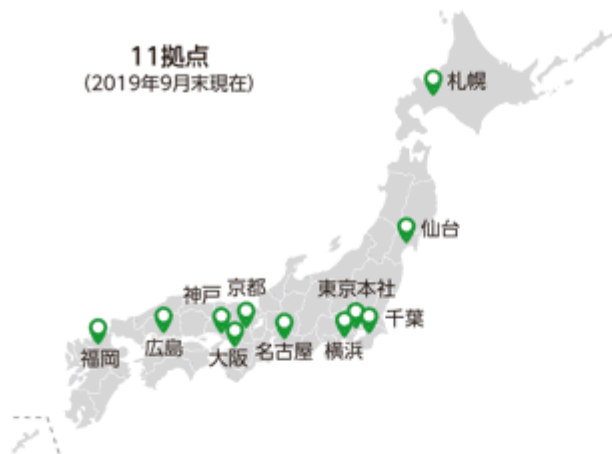 11拠点
（2019年9月末現在）
札幌
仙台
東京本社
千葉
横浜
名古屋
京都
神戸
大阪
広島
福岡